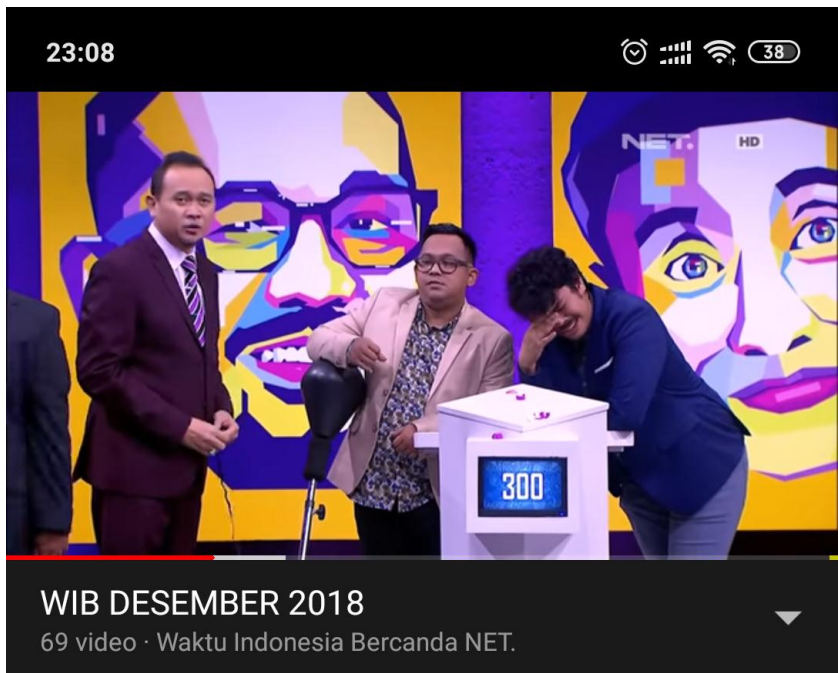 23:08
38
NET. HD
300
WIB DESEMBER 2018
69 video · Waktu Indonesia Bercanda NET.